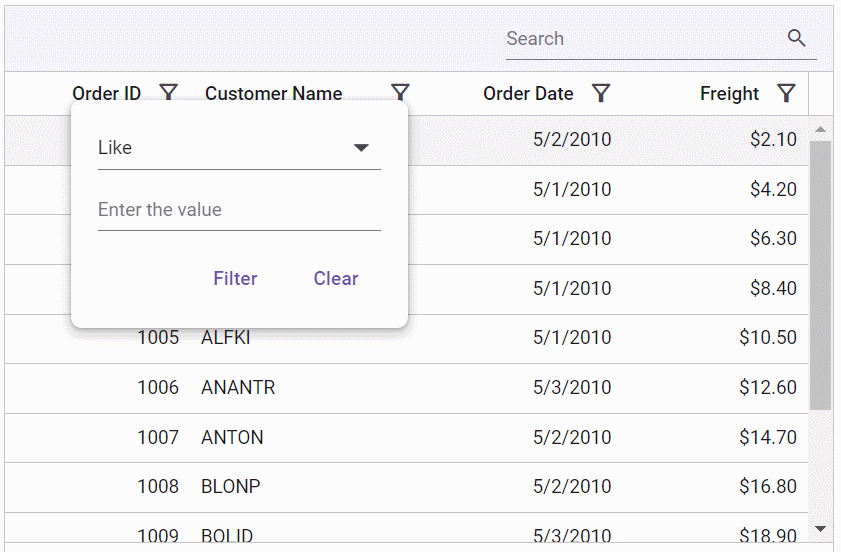 Search
Order ID Customer Name Order Date Freight
Like
Enter the value
Filter Clear
5/2/2010 $2.10
5/1/2010 $4.20
5/1/2010 $6.30
5/1/2010 $8.40
1005 ALFKI 5/1/2010 $10.50
1006 ANANTR 5/3/2010 $12.60
1007 ANTON 5/2/2010 $14.70
1008 BLONP 5/2/2010 $16.80
1009 BOLID 5/3/2010 $18.90